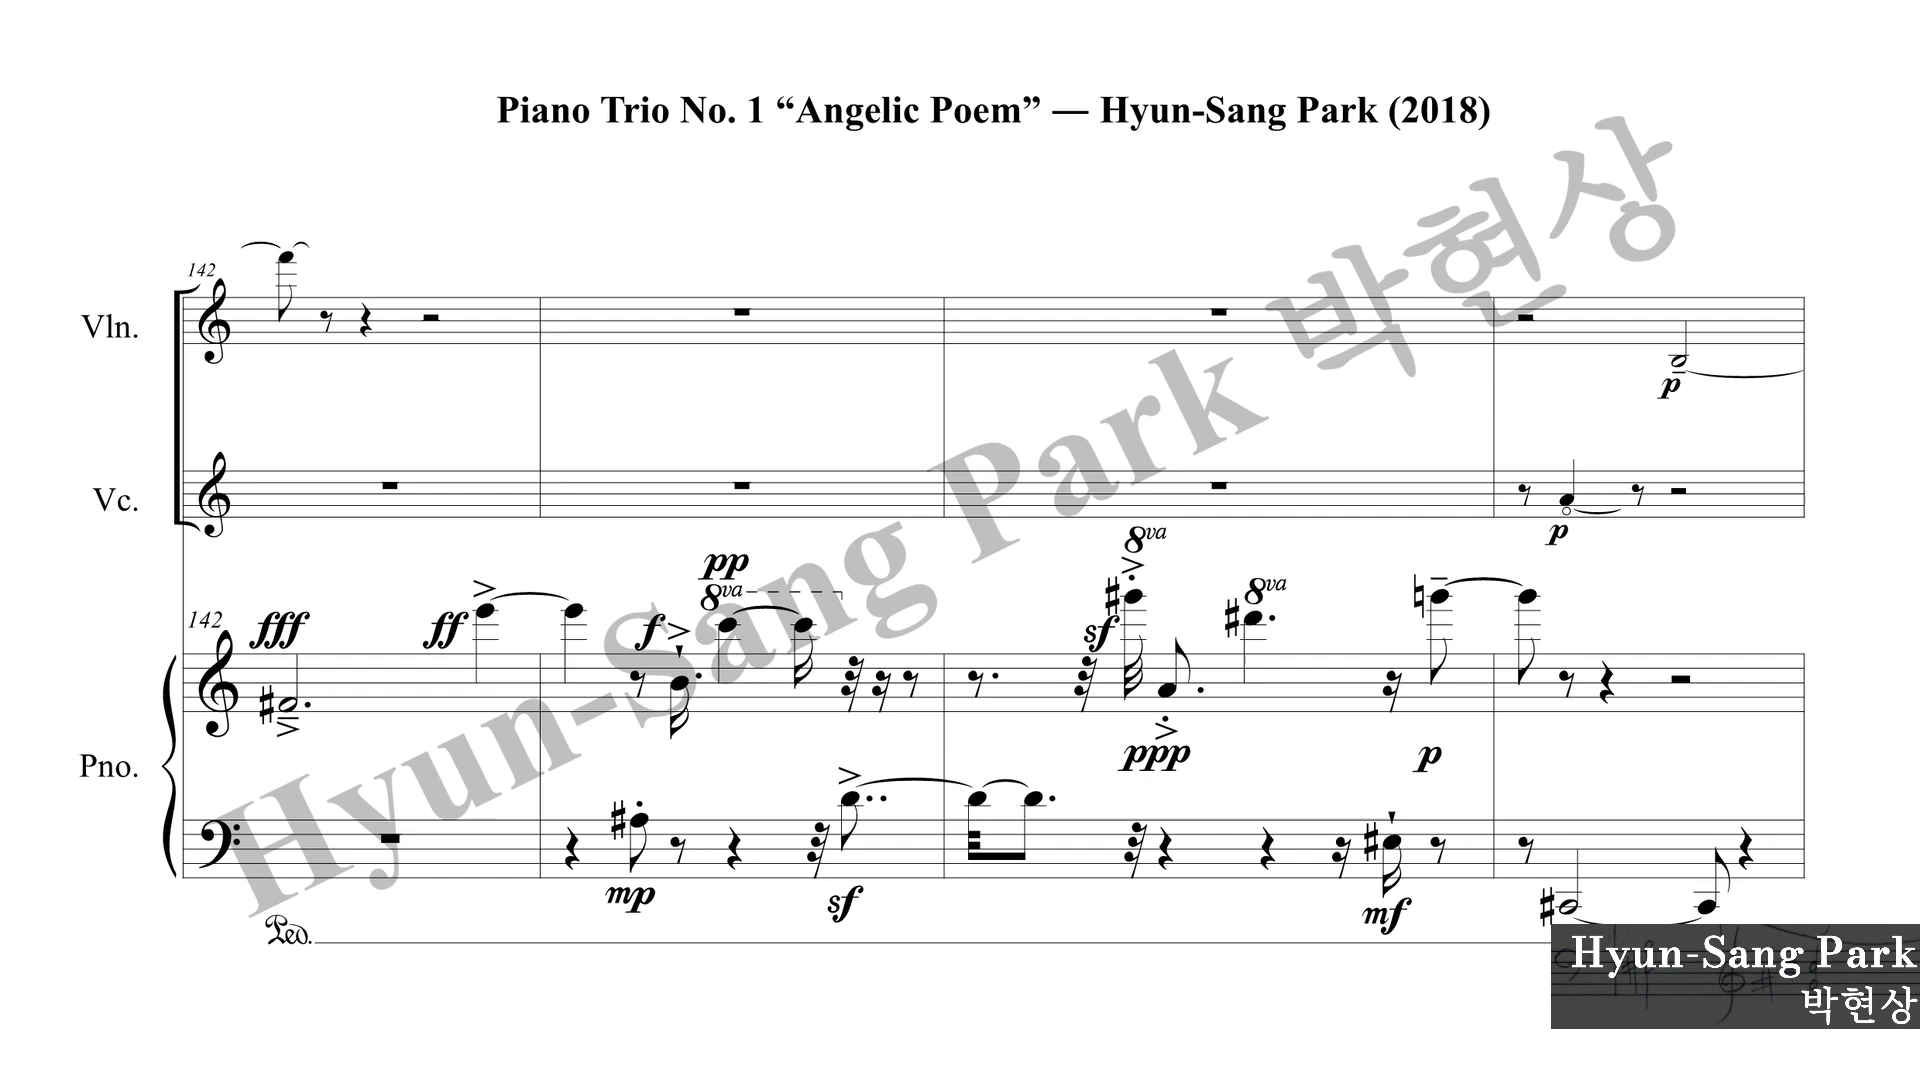 Piano Trio No. 1 “Angelic Poem” — Hyun-Sang Park (2018)
Hyun-Sang Park 박현상
142
Vln.
p
Vc.
p
pp
8va
8va
8va
142
fff
ff
f
sf
Pno.
ppp
p
mp
sf
mf
Ped.
Hyun-Sang Park
박현상